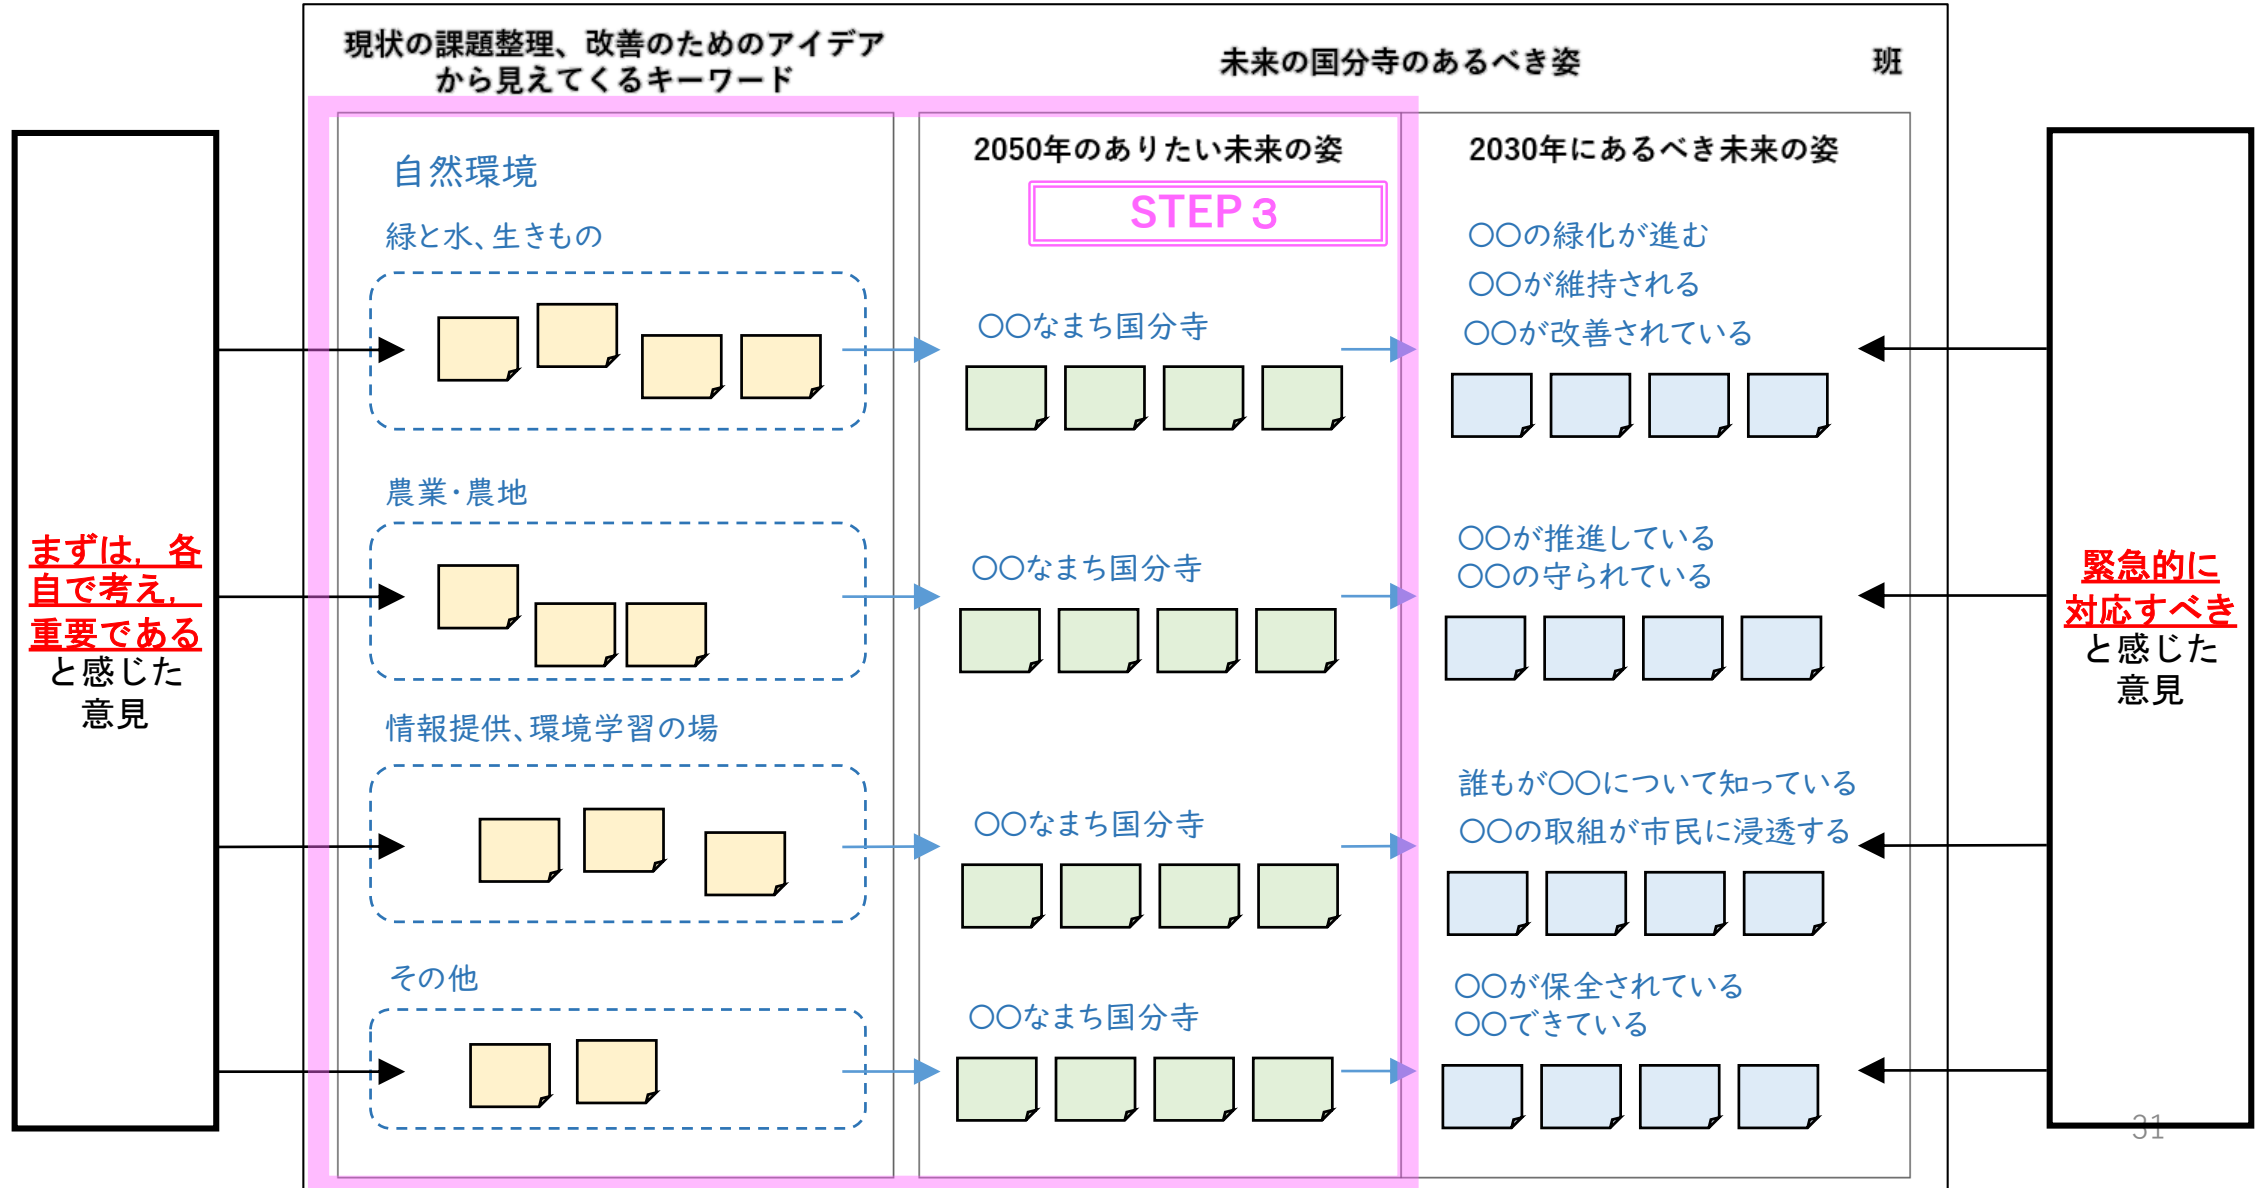 現状の課題整理、改善のためのアイデア
から見えてくるキーワード
未来の国分寺のあるべき姿
班
まずは，各
自で考え，
重要である
と感じた
意見
自然環境
緑と水、生きもの
農業・農地
情報提供、環境学習の場
その他
2050年のありたい未来の姿
STEP３
〇〇なまち国分寺
〇〇なまち国分寺
〇〇なまち国分寺
〇〇なまち国分寺
2030年にあるべき未来の姿
〇〇の緑化が進む
〇〇が維持される
〇〇が改善されている
〇〇が推進している
〇〇の守られている
誰もが〇〇について知っている
〇〇の取組が市民に浸透する
〇〇が保全されている
〇〇できている
緊急的に
対応すべき
と感じた
意見
31